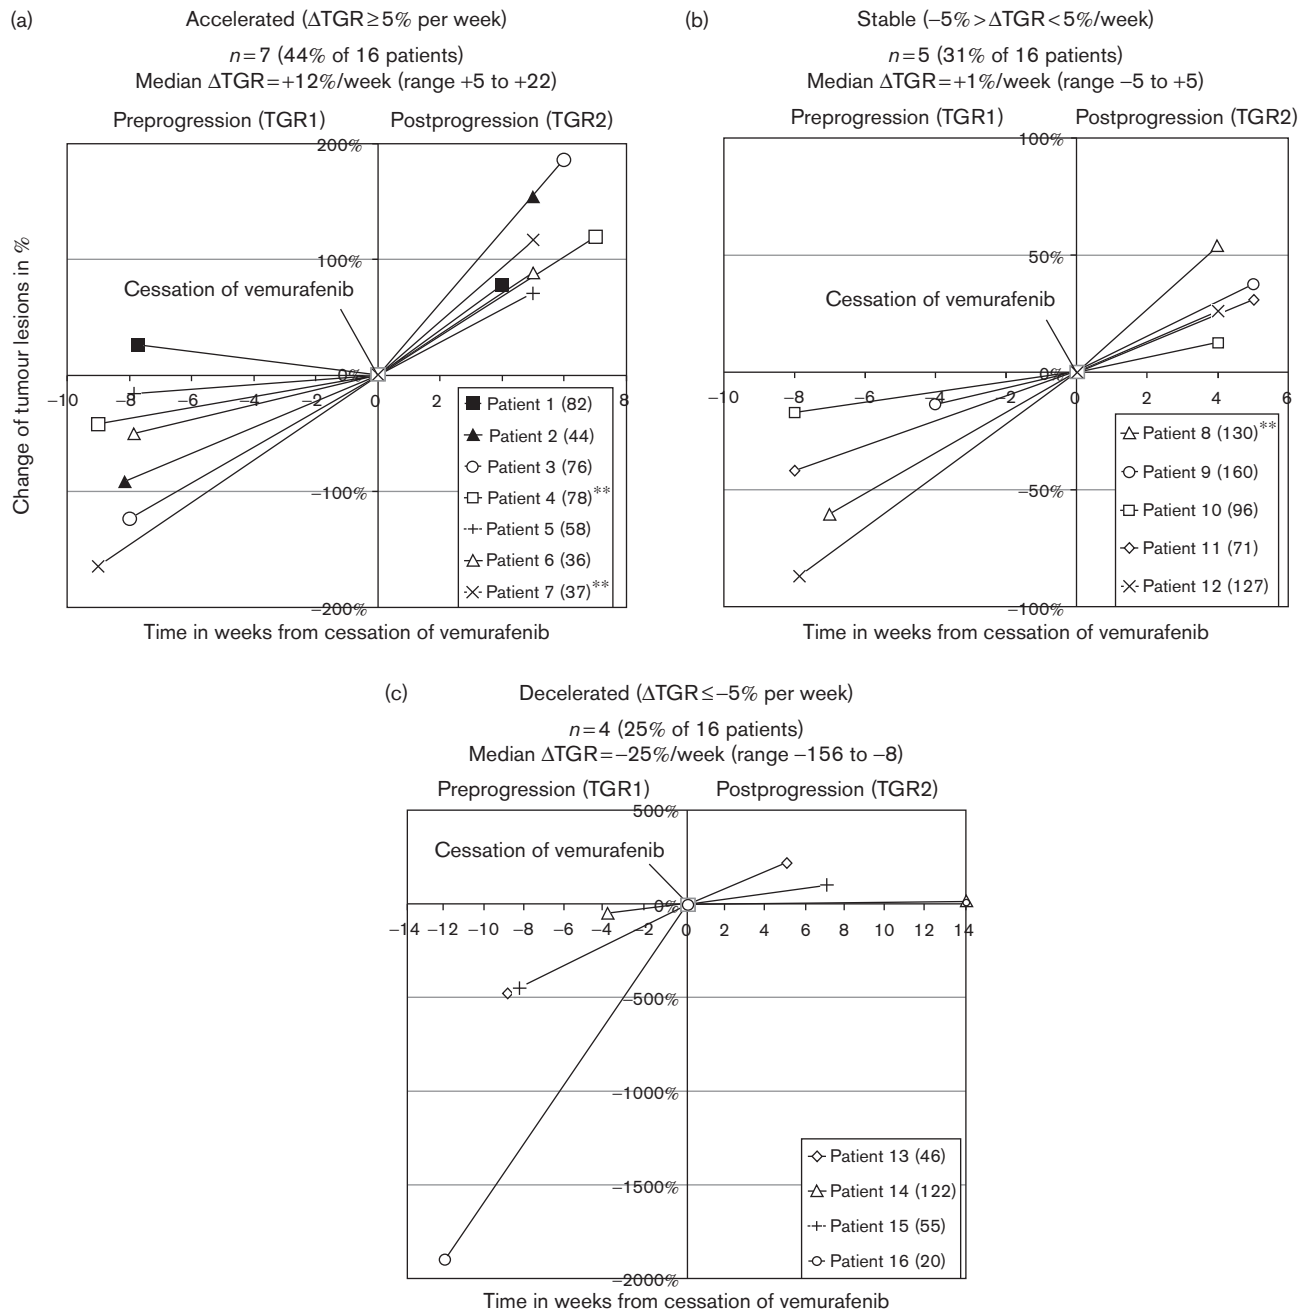 (a)
Accelerated (ΔTGR≥5% per week)
n=7 (44% of 16 patients)
Median ΔTGR=+12%/week (range +5 to +22)
Preprogression (TGR1)
Postprogression (TGR2)
200%
100%
0%
−100%
−200%
Change of tumour lesions in %
Cessation of vemurafenib
−10
−8
−6
−4
−2
0
2
8
Patient 1 (82)
Patient 2 (44)
Patient 3 (76)
Patient 4 (78)**
Patient 5 (58)
Patient 6 (36)
Patient 7 (37)**
Time in weeks from cessation of vemurafenib
(b)
Stable (−5%>ΔTGR<5%/week)
n=5 (31% of 16 patients)
Median ΔTGR=+1%/week (range −5 to +5)
Preprogression (TGR1)
Postprogression (TGR2)
100%
50%
0%
−50%
−100%
Cessation of vemurafenib
−10
−8
−6
−4
−2
0
2
4
6
Patient 8 (130)**
Patient 9 (160)
Patient 10 (96)
Patient 11 (71)
Patient 12 (127)
Time in weeks from cessation of vemurafenib
(c)
Decelerated (ΔTGR≤−5% per week)
n=4 (25% of 16 patients)
Median ΔTGR=−25%/week (range −156 to −8)
Preprogression (TGR1)
Postprogression (TGR2)
500%
0%
−500%
−1000%
−1500%
−2000%
Cessation of vemurafenib
−14
−12
−10
−8
−6
−4
−2
0
2
4
6
8
10
12
14
Patient 13 (46)
Patient 14 (122)
Patient 15 (55)
Patient 16 (20)
Time in weeks from cessation of vemurafenib